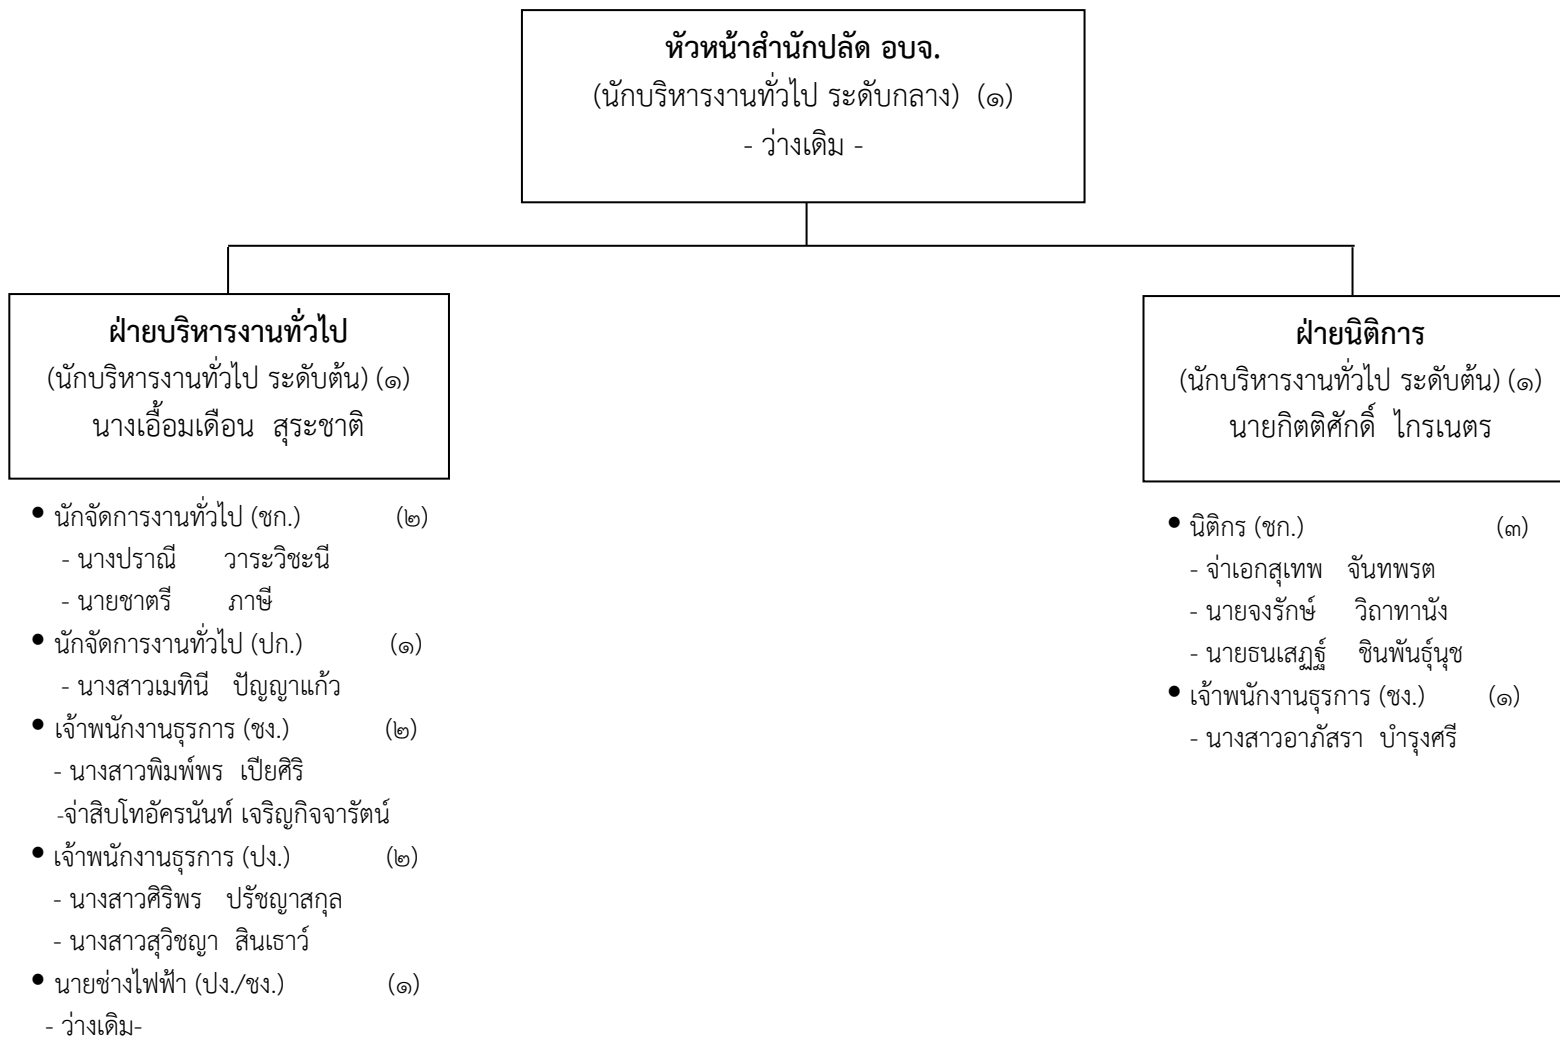 หัวหน้าสำนักปลัด อบจ.
(นักบริหารงานทั่วไป ระดับกลาง) (๑)
- ว่างเดิม -
ฝ่ายบริหารงานทั่วไป
(นักบริหารงานทั่วไป ระดับต้น) (๑)
นางเอื้อมเดือน สุระชาติ
• นักจัดการงานทั่วไป (ชก.) (๒)
- นางปราณี วาระวิชะนี
- นายชาตรี ภาษี
• นักจัดการงานทั่วไป (ปก.) (๑)
- นางสาวเมทินี ปัญญาแก้ว
• เจ้าพนักงานธุรการ (ชง.) (๒)
- นางสาวพิมพ์พร เปียศิริ
-จ่าสิบโทอัครนันท์ เจริญกิจจารัตน์
• เจ้าพนักงานธุรการ (ปง.) (๒)
- นางสาวศิริพร ปรัชญาสกุล
- นางสาวสุวิชญา สินเธาว์
• นายช่างไฟฟ้า (ปง./ชง.) (๑)
- ว่างเดิม-
ฝ่ายนิติการ
(นักบริหารงานทั่วไป ระดับต้น) (๑)
นายกิตติศักดิ์ ไกรเนตร
• นิติกร (ชก.) (๓)
- จ่าเอกสุเทพ จันทพรต
- นายจงรักษ์ วิถาทานัง
- นายธนเสฏฐ์ ชินพันธุ์นุช
• เจ้าพนักงานธุรการ (ชง.) (๑)
- นางสาวอาภัสรา บำรุงศรี